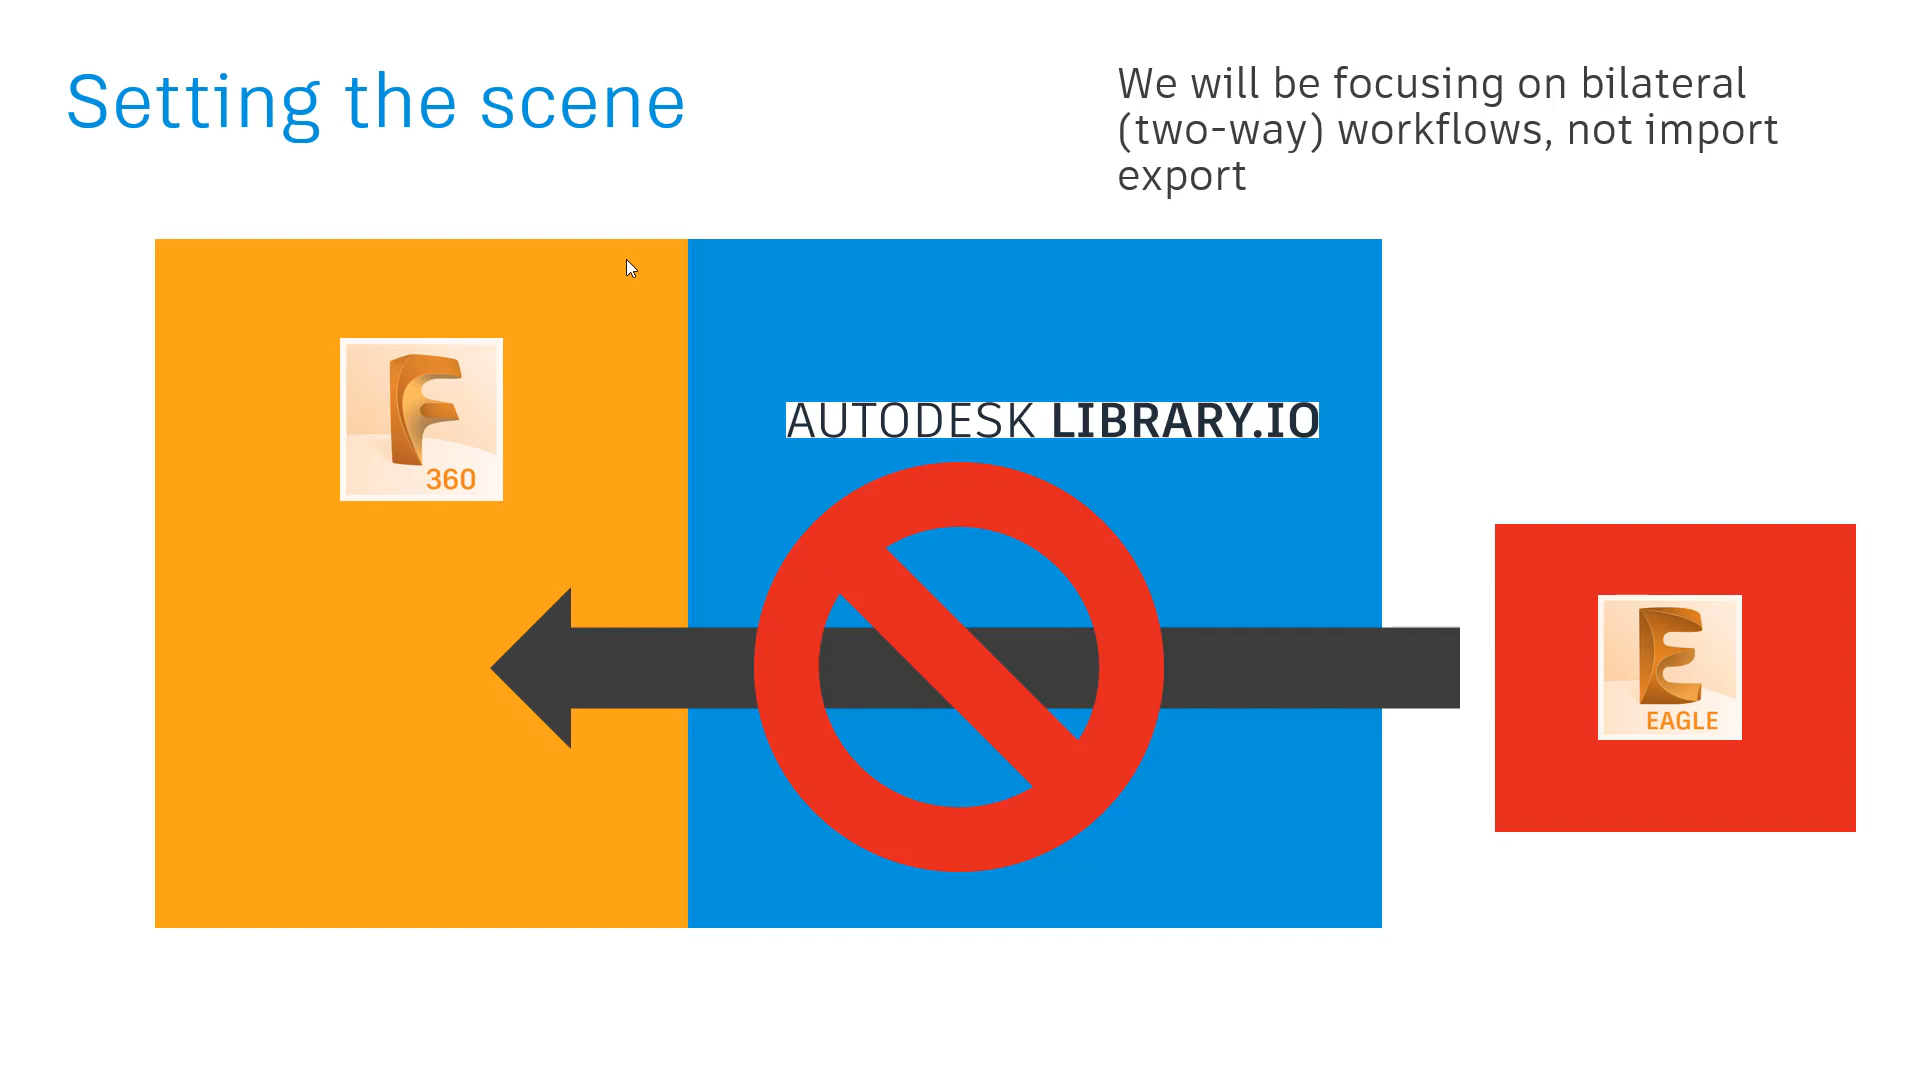 Setting the scene
We will be focusing on bilateral
(two-way) workflows, not import
export
360
AUTODESK LIBRARY.IO
EAGLE